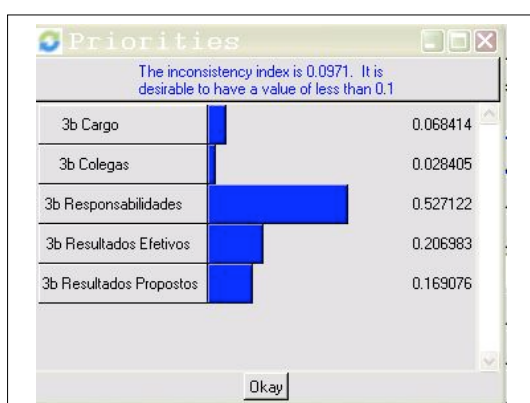 Priorities
The inconsistency index is 0.0971. It is
desirable to have a value of less than 0.1
3b Cargo 0.068414
3b Colegas 0.028405
3b Responsabilidades 0.527122
3b Resultados Efetivos 0.206983
3b Resultados Propostos 0.169076
Okay